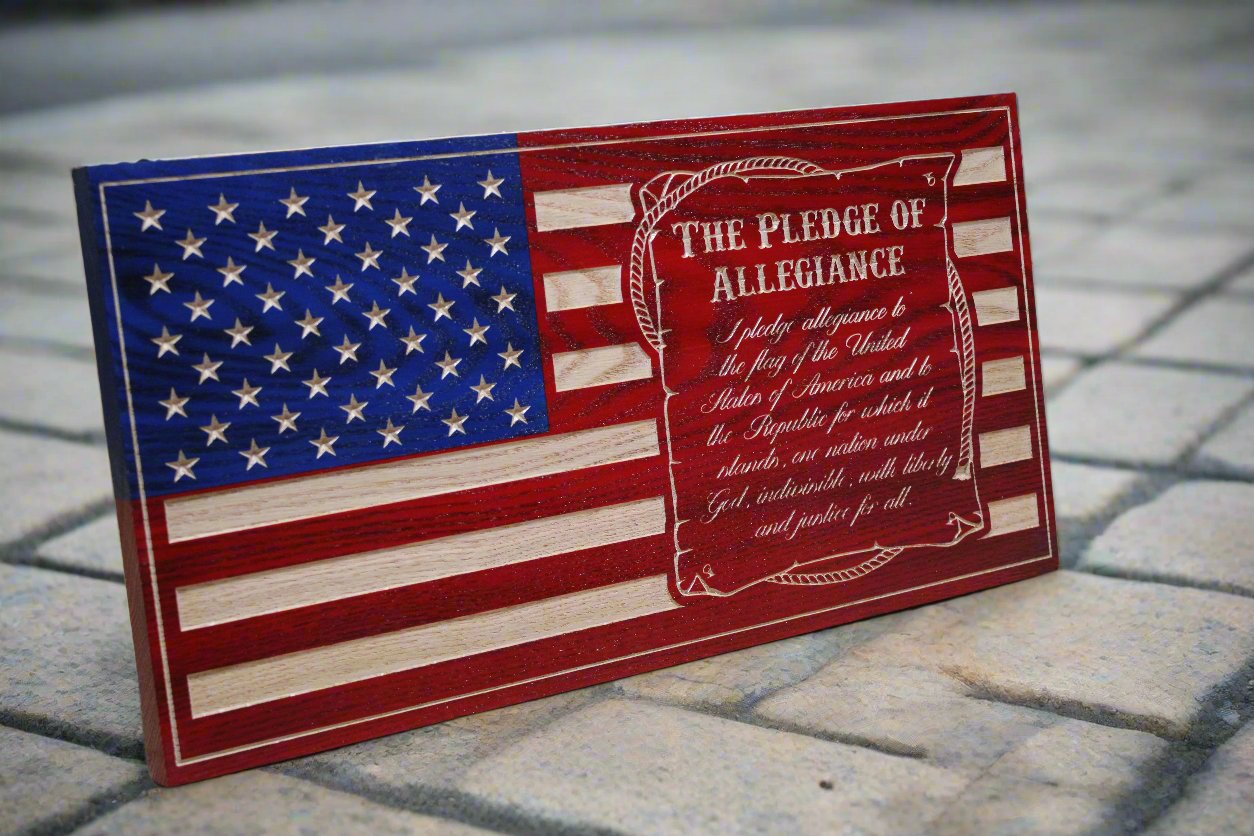 THE PLEDGE OF
ALLEGIANCE
I pledge allegiance to
the flag of the United
States of America and to
the Republic for which it
stands, one nation under
God, indivisible, with liberty
and justice for all.